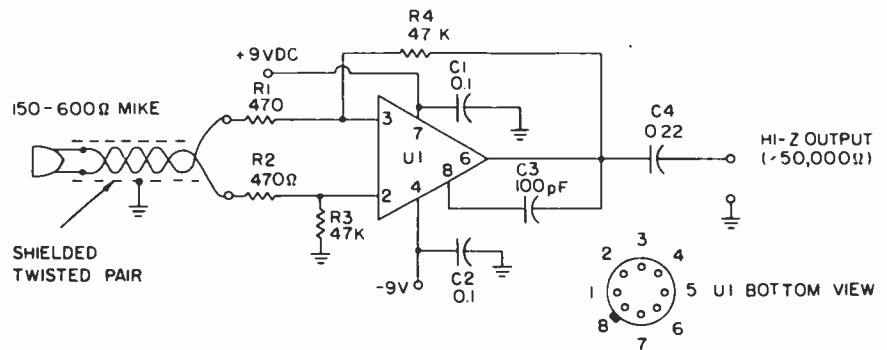 R4
47 K
+9VDC
R1
470
C1
0.1
150-600Ω MIKE
C4
0.22
3
7
U1
6
HI-Z OUTPUT
(>50,000Ω)
R2
470Ω
8
C3
100pF
2
4
R3
47K
SHIELDED
TWISTED PAIR
C2
0.1
-9V
3
2
4
1
5
U1 BOTTOM VIEW
8
6
7